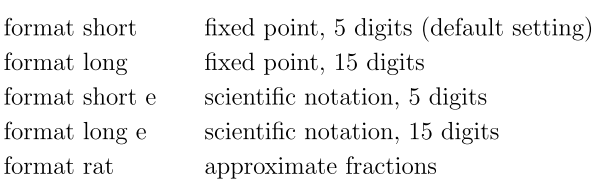 format short fixed point, 5 digits (default setting)
format long fixed point, 15 digits
format short e scientific notation, 5 digits
format long e scientific notation, 15 digits
format rat approximate fractions